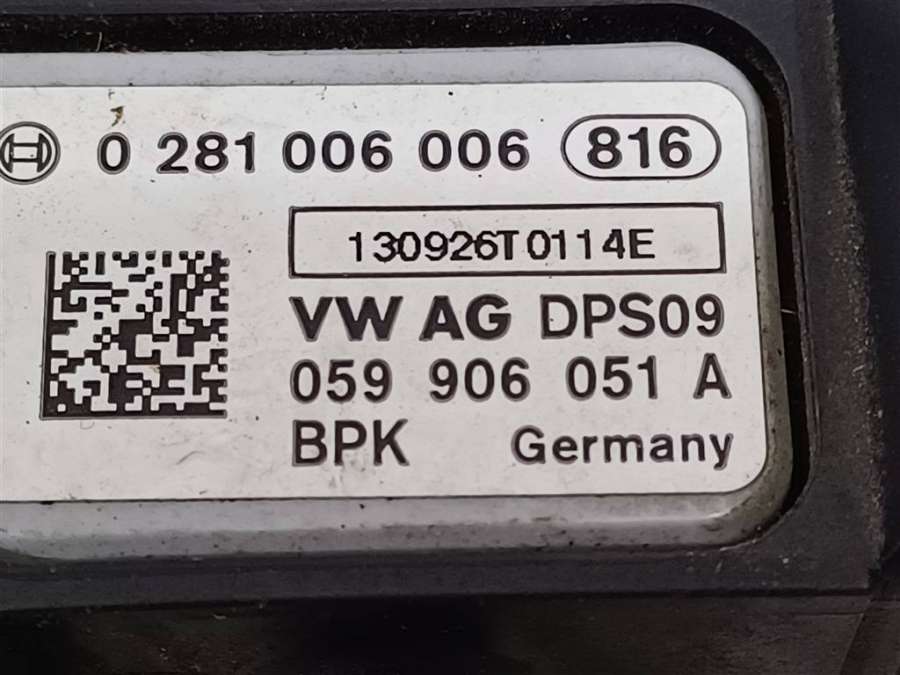 0 281 006 006 816
130926T0114E
VW AG DPS09
059 906 051 A
BPK Germany